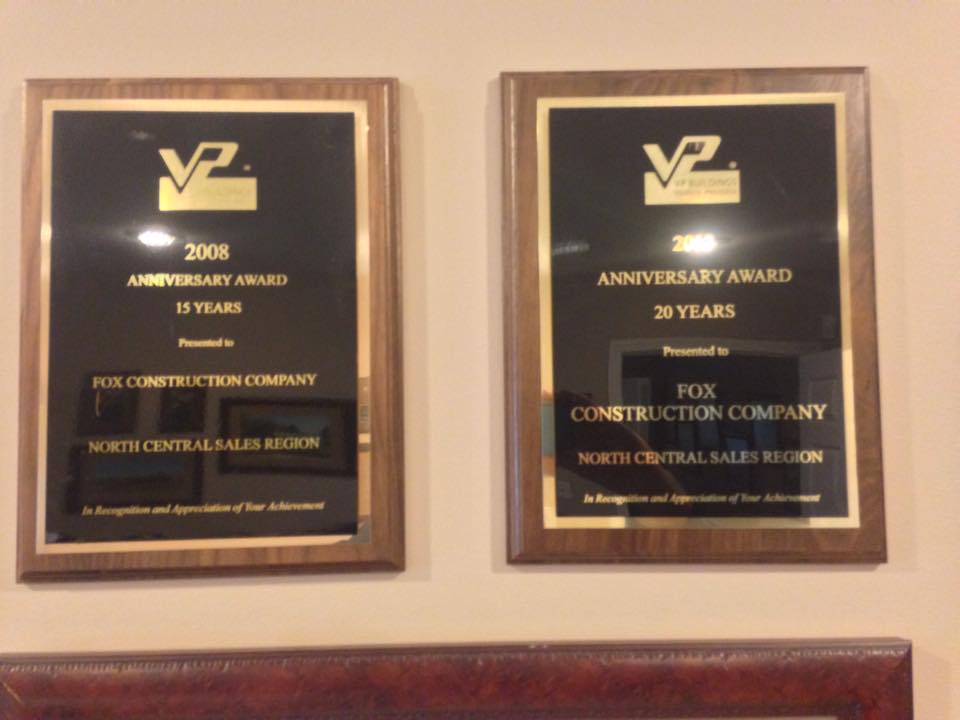 VP
2008
ANNIVERSARY AWARD
15 YEARS
Presented to
FOX CONSTRUCTION COMPANY
NORTH CENTRAL SALES REGION
In Recognition and Appreciation of Your Achievement
VP
VP BUILDINGS
ANNIVERSARY AWARD
20 YEARS
Presented to
FOX
CONSTRUCTION COMPANY
NORTH CENTRAL SALES REGION
In Recognition and Appreciation of Your Achievement